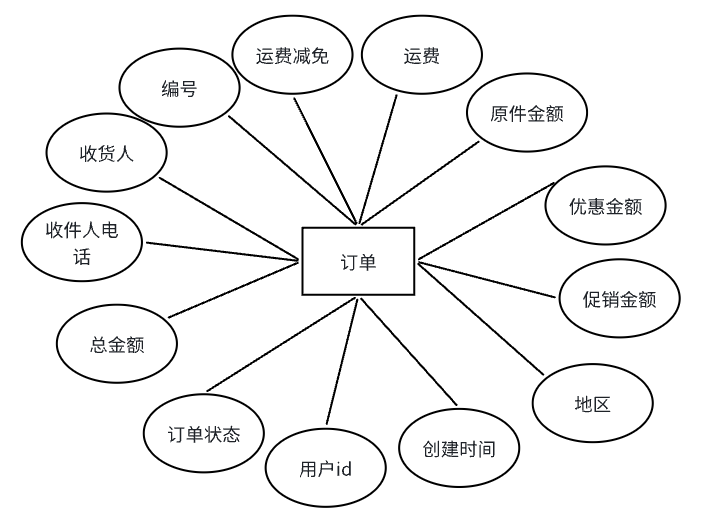 运费减免
运费
编号
原件金额
收货人
优惠金额
收件人电
话
订单
促销金额
总金额
地区
订单状态
创建时间
用户id